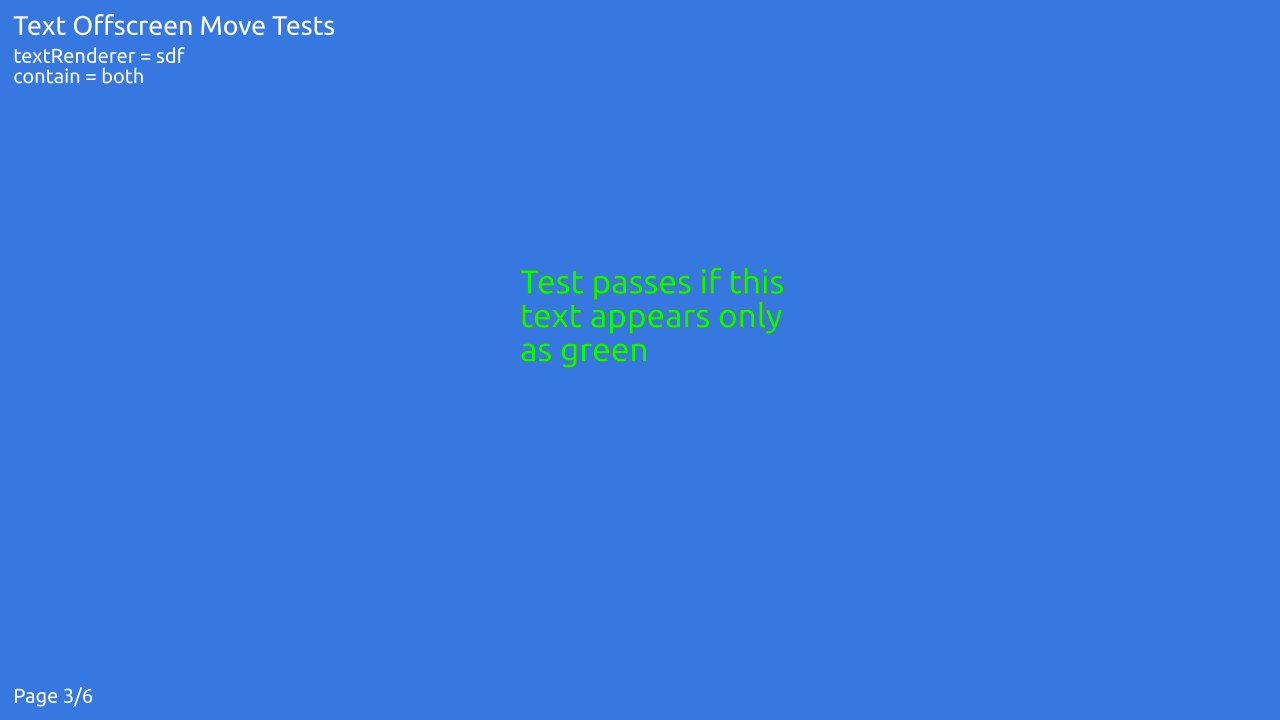 Text Offscreen Move Tests
textRenderer = sdf
contain = both
Test passes if this
text appears only
as green
Page 3/6